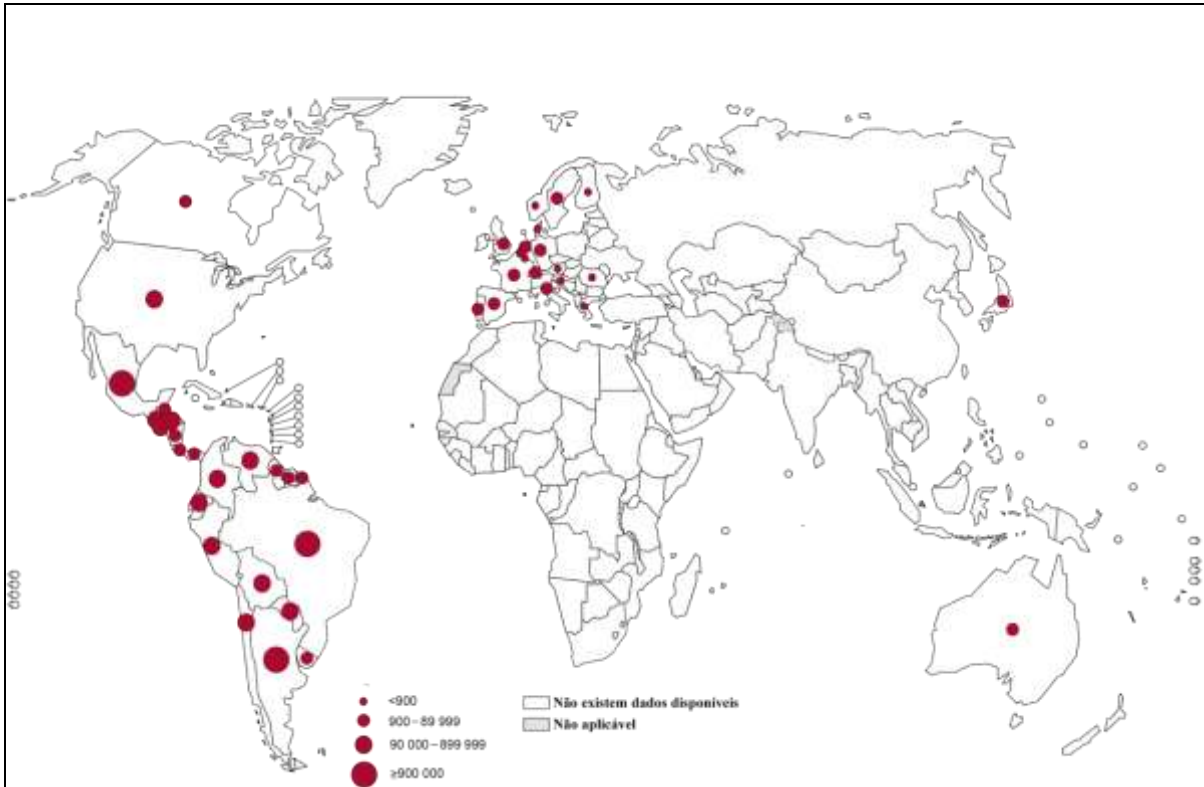 <900
900–89 999
90 000–899 999
≥900 000
Não existem dados disponíveis
Não aplicável